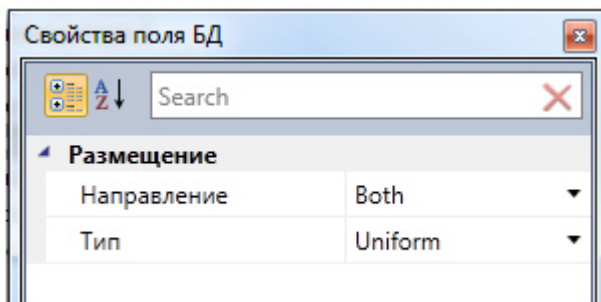 Свойства поля БД
A Z Search
Размещение
Направление Both
Тип Uniform